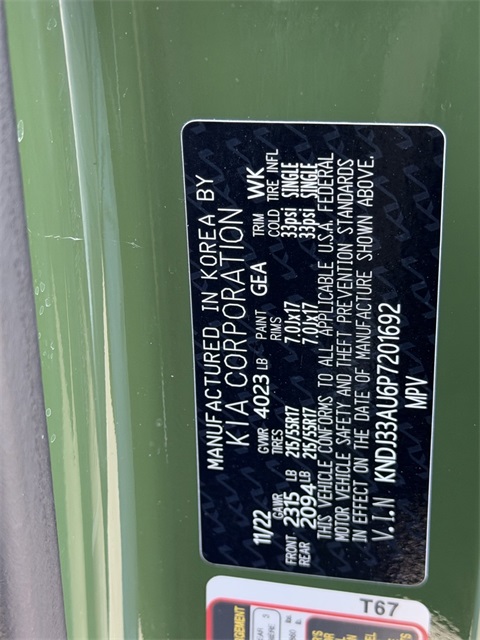 MANUFACTURED IN KOREA BY
KIA CORPORATION
11/22 GVWR 4023 LB PAINT GEA TRIM WK
GAWR TIRES RIMS COLD TIRE INFL
FRONT 2315 LB 215/55R17 7.0Jx17 33psi SINGLE
REAR 2094 LB 215/55R17 7.0Jx17 33psi SINGLE
THIS VEHICLE CONFORMS TO ALL APPLICABLE U.S.A. FEDERAL
MOTOR VEHICLE SAFETY AND THEFT PREVENTION STANDARDS
IN EFFECT ON THE DATE OF MANUFACTURE SHOWN ABOVE.
V.I.N KNDJ33AU6P7201692
MPV
T67